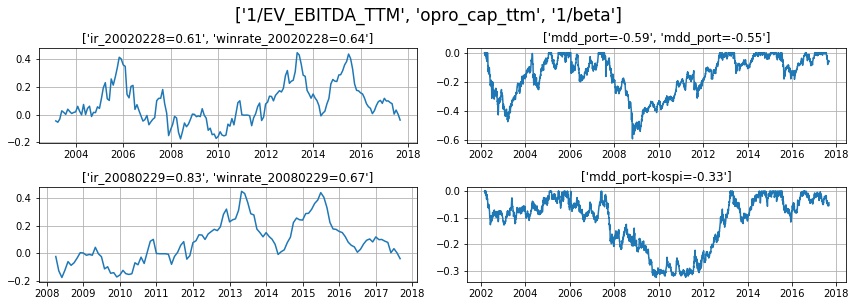 ['1/EV_EBITDA_TTM', 'opro_cap_ttm', '1/beta']
['ir_20020228=0.61', 'winrate_20020228=0.64']
0.4
0.2
0.0
−0.2
2004 2006 2008 2010 2012 2014 2016 2018
['mdd_port=-0.59', 'mdd_port=-0.55']
0.0
−0.2
−0.4
−0.6
2002 2004 2006 2008 2010 2012 2014 2016 2018
['ir_20080229=0.83', 'winrate_20080229=0.67']
0.4
0.2
0.0
−0.2
2008 2009 2010 2011 2012 2013 2014 2015 2016 2017 2018
['mdd_port-kospi=-0.33']
0.0
−0.1
−0.2
−0.3
2002 2004 2006 2008 2010 2012 2014 2016 2018